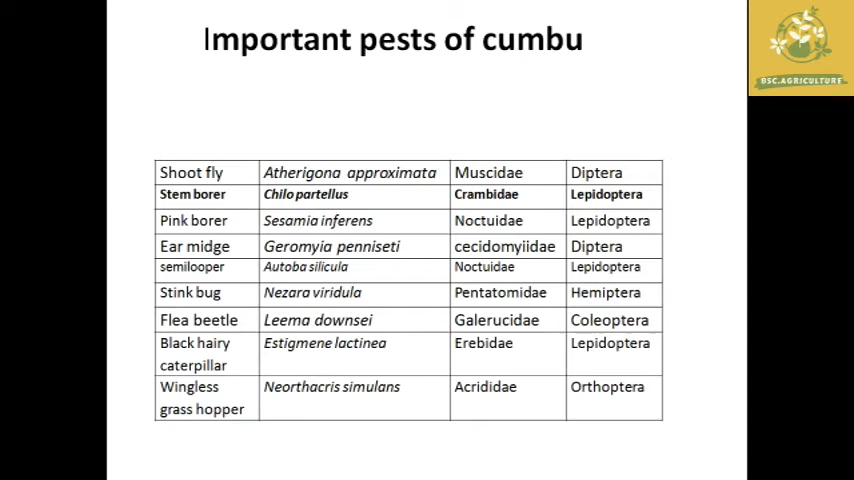 Important pests of cumbu
BSC.AGRICULTURE
Shoot fly Atherigona approximata Muscidae Diptera
Stem borer Chilo partellus Crambidae Lepidoptera
Pink borer Sesamia inferens Noctuidae Lepidoptera
Ear midge Geromyia penniseti cecidomyiidae Diptera
semilooper Autoba silicula Noctuidae Lepidoptera
Stink bug Nezara viridula Pentatomidae Hemiptera
Flea beetle Leema downsei Galerucidae Coleoptera
Black hairy Estigmene lactinea Erebidae Lepidoptera
caterpillar
Wingless Neorthacris simulans Acrididae Orthoptera
grass hopper